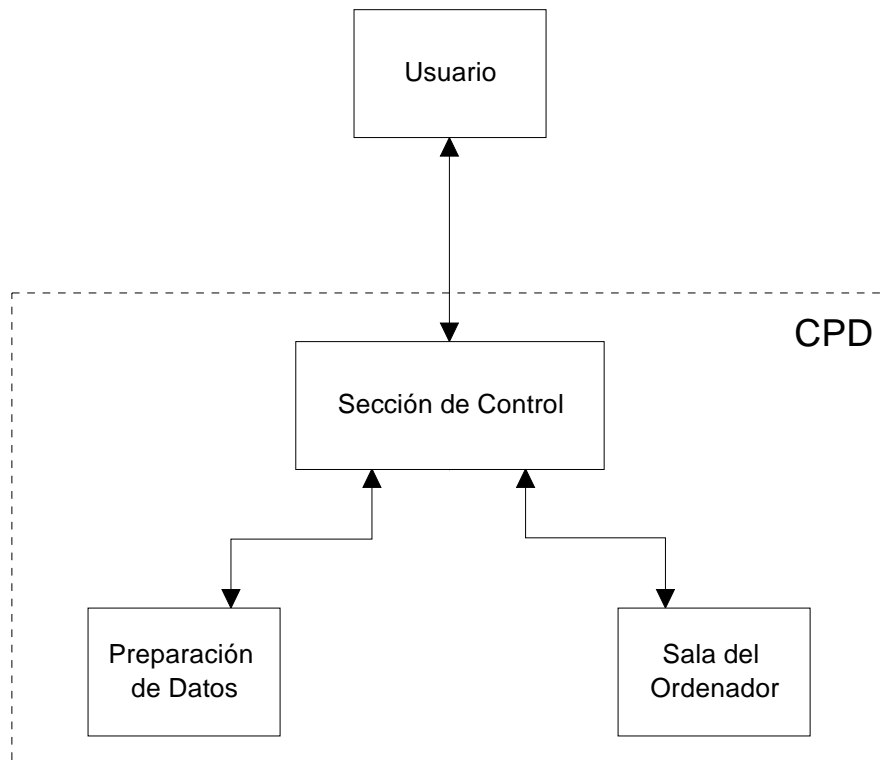 Usuario
CPD
Sección de Control
Preparación
de Datos
Sala del
Ordenador